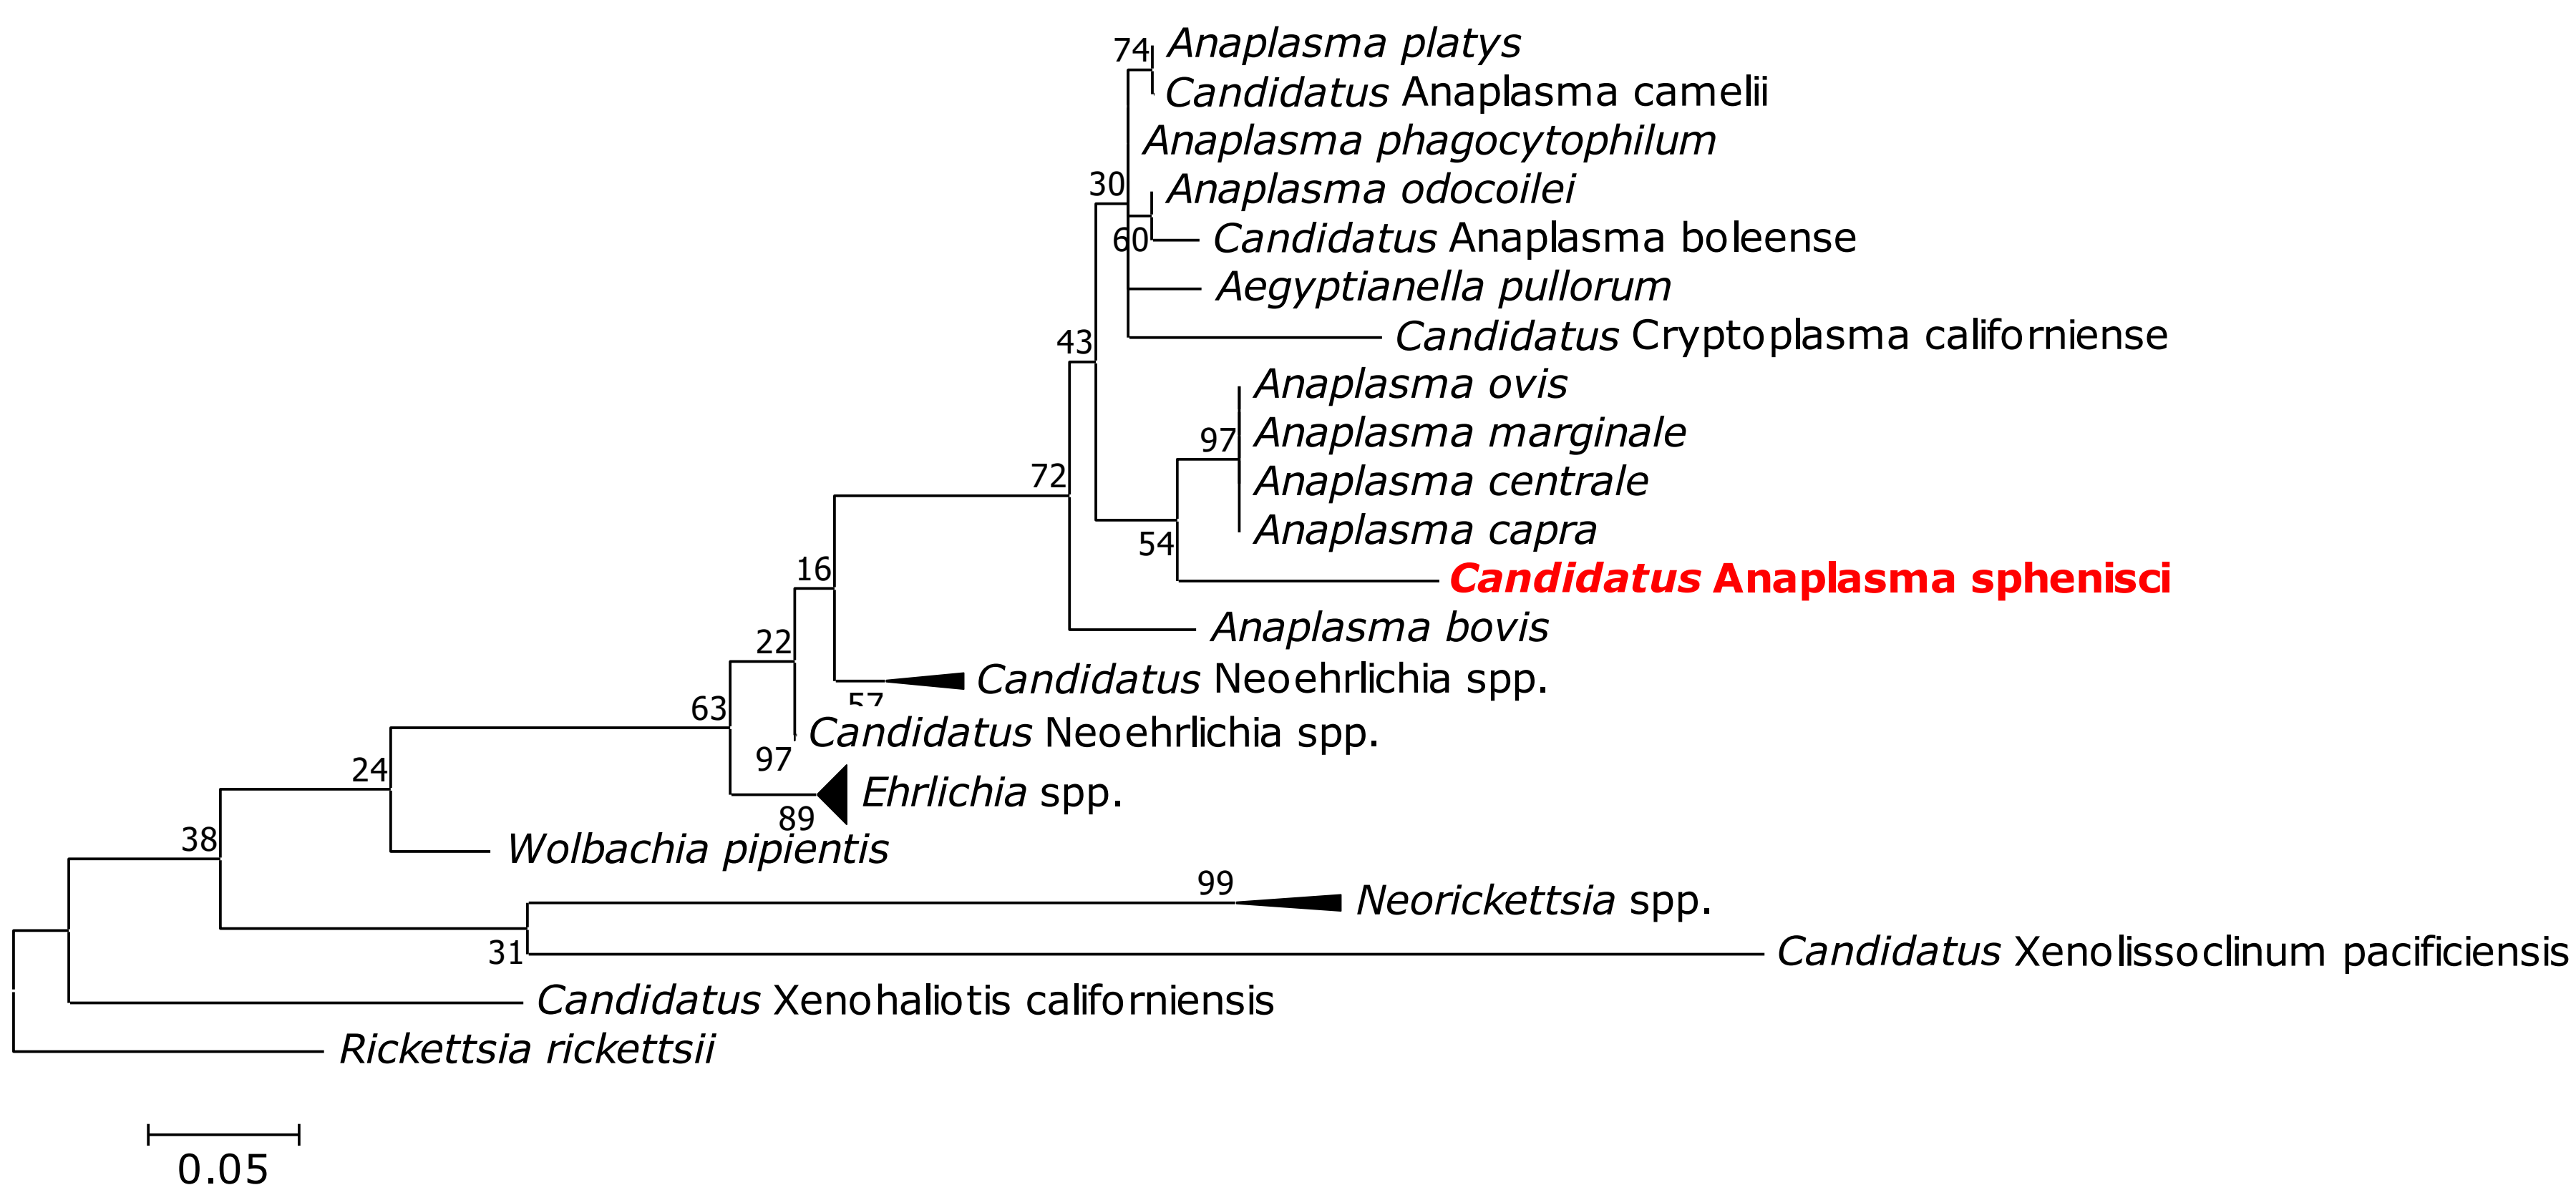 74
Anaplasma platys
Candidatus Anaplasma camelii
Anaplasma phagocytophilum
30
Anaplasma odocoilei
60
Candidatus Anaplasma boleense
Aegyptianella pullorum
43
Candidatus Cryptoplasma californiense
Anaplasma ovis
97
Anaplasma marginale
72
Anaplasma centrale
54
Anaplasma capra
16
Candidatus Anaplasma sphenisci
22
Anaplasma bovis
57
Candidatus Neoehrlichia spp.
63
Candidatus Neoehrlichia spp.
97
24
Ehrlichia spp.
89
38
Wolbachia pipientis
99
Neorickettsia spp.
31
Candidatus Xenolissoclinum pacificiensis
Candidatus Xenohaliotis californiensis
Rickettsia rickettsii
0.05